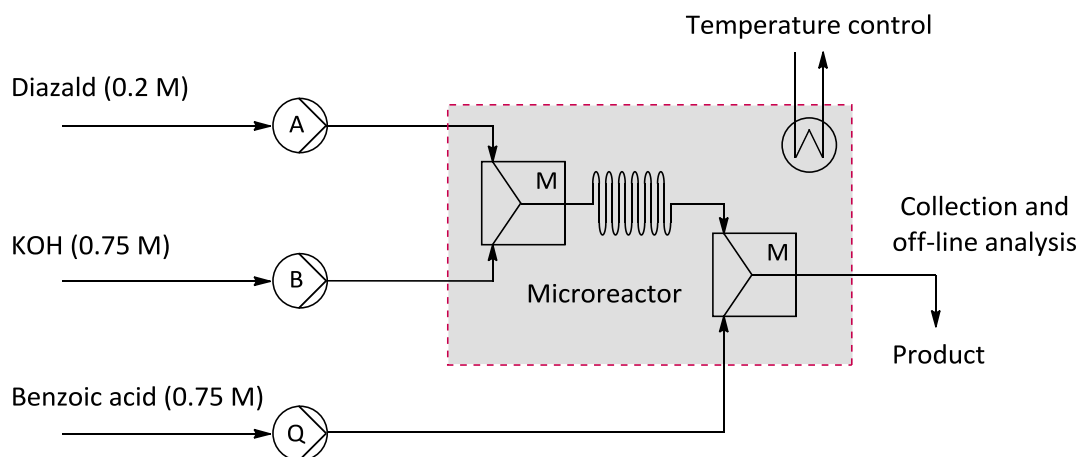 Temperature control
Diazald (0.2 M)
A
M
Collection and
off-line analysis
KOH (0.75 M)
B
M
Microreactor
Product
Benzoic acid (0.75 M)
Q